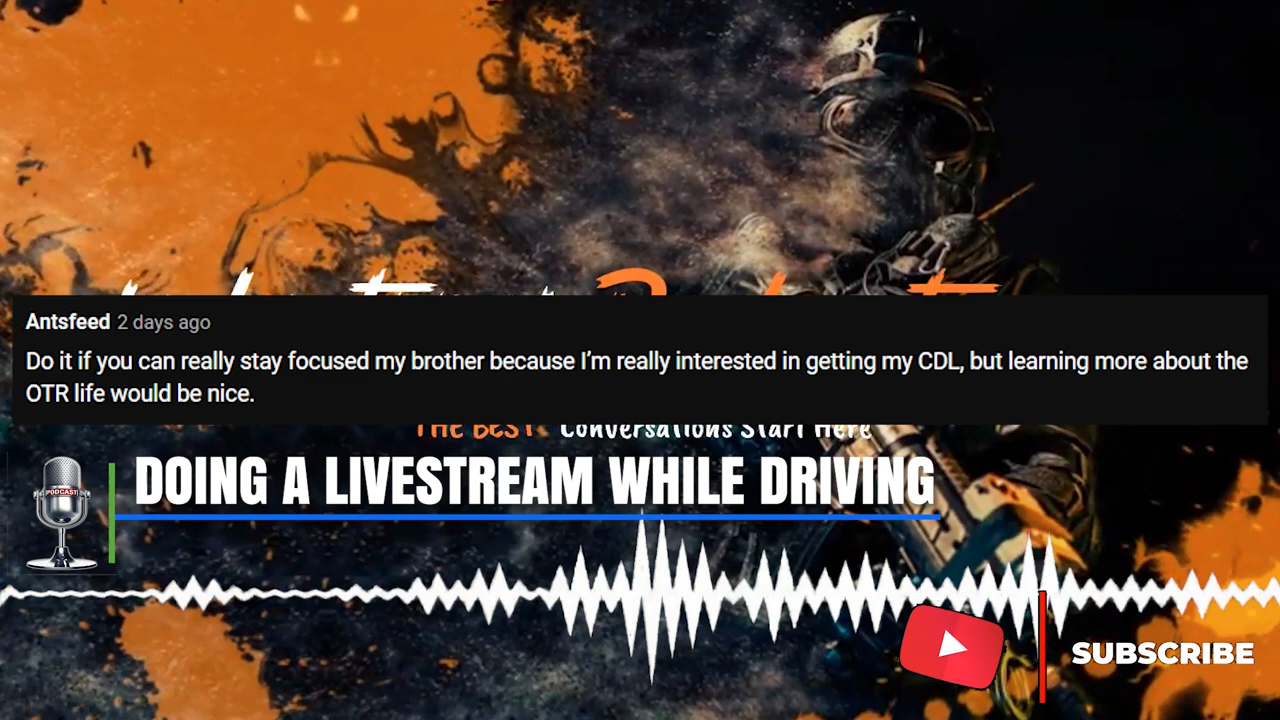 Antsfeed 2 days ago
Do it if you can really stay focused my brother because I'm really interested in getting my CDL, but learning more about the
OTR life would be nice.
THE BEST Conversations Start Here
DOING A LIVESTREAM WHILE DRIVING
PODCAST
SUBSCRIBE